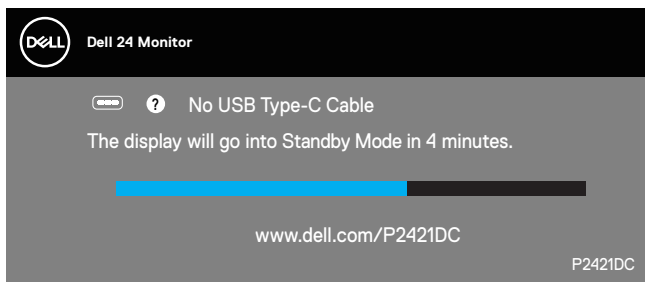 DELL
Dell 24 Monitor
? No USB Type-C Cable
The display will go into Standby Mode in 4 minutes.
www.dell.com/P2421DC
P2421DC